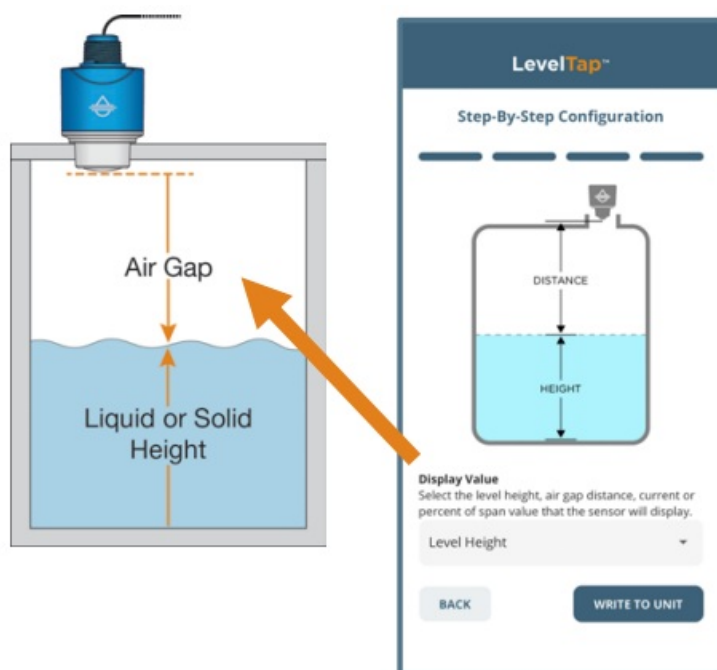 Air Gap
Liquid or Solid
Height
LevelTap™
Step-By-Step Configuration
DISTANCE
HEIGHT
Display Value
Select the level height, air gap distance, current or
percent of span value that the sensor will display.
Level Height
BACK
WRITE TO UNIT